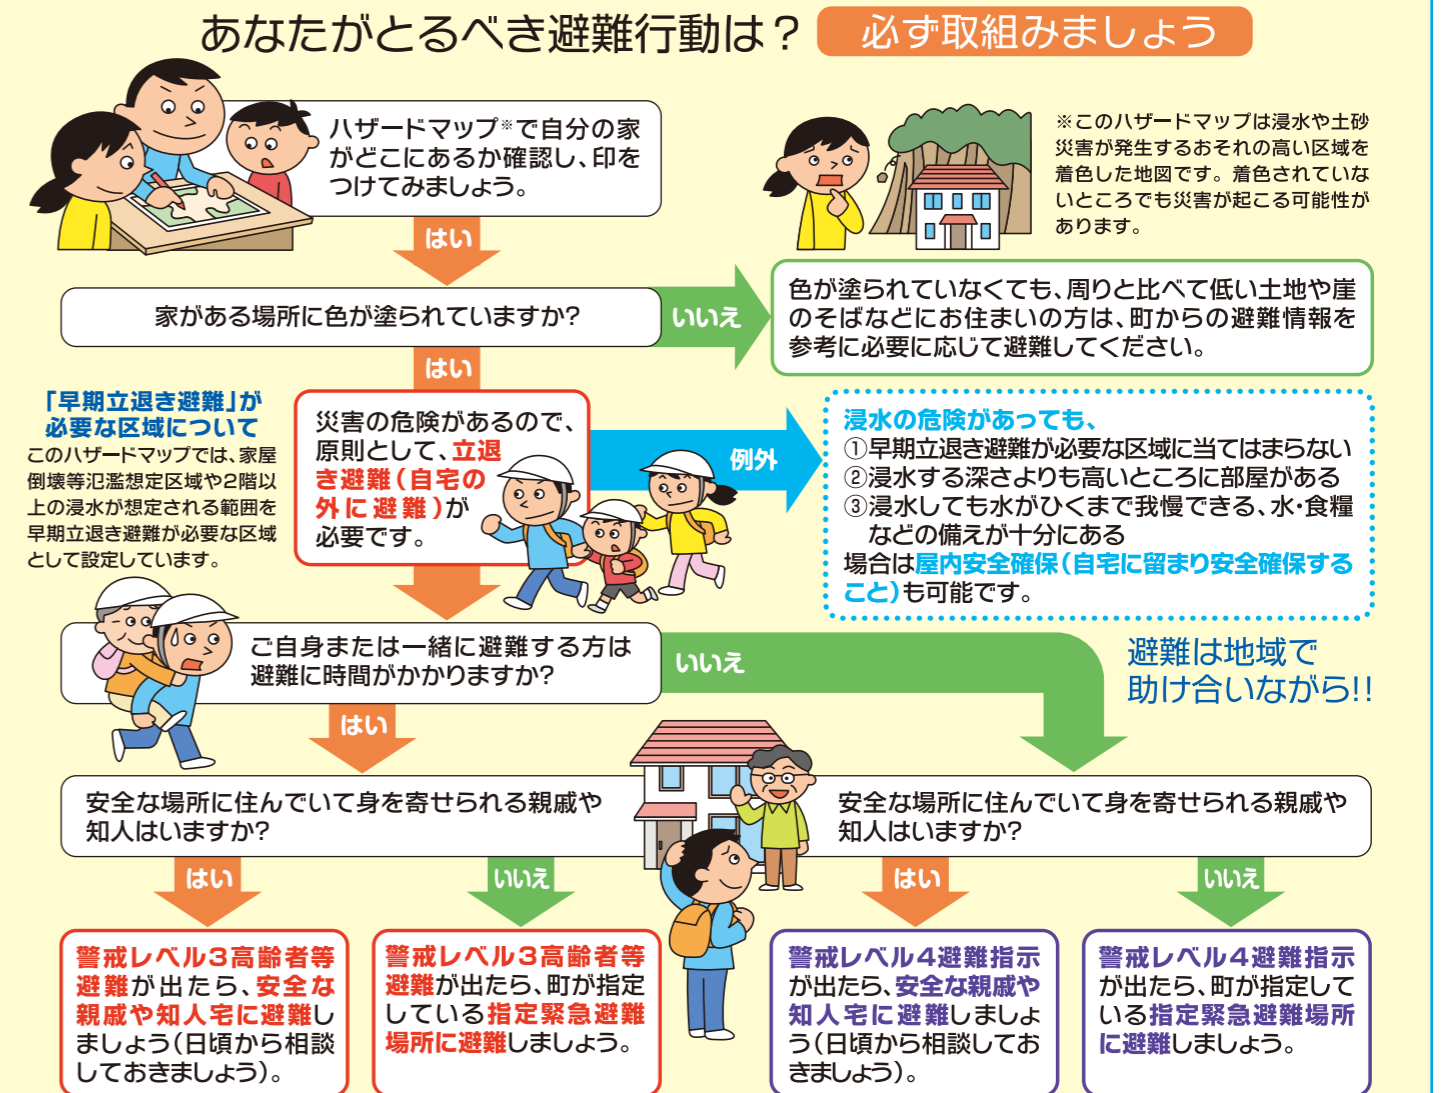 あなたがとるべき避難行動は？ 必ず取組みましょう
ハザードマップ※で自分の家
がどこにあるか確認し、印を
つけてみましょう。
※このハザードマップは浸水や土砂
災害が発生するおそれの高い区域を
着色した地図です。着色されていな
いところでも災害が起こる可能性が
あります。
はい
家がある場所に色が塗られていますか?
いいえ
色が塗られていなくても、周りと比べて低い土地や崖
のそばなどにお住まいの方は、町からの避難情報を
参考に必要に応じて避難してください。
はい
「早期立退き避難」が
必要な区域について
このハザードマップでは、家屋
倒壊等氾濫想定区域や2階以
上の浸水が想定される範囲を
早期立退き避難が必要な区域
として設定しています。
災害の危険があるので、
原則として、立退
き避難（自宅の
外に避難）が
必要です。
例外
浸水の危険があっても、
①早期立退き避難が必要な区域に当てはまらない
②浸水する深さよりも高いところに部屋がある
③浸水しても水がひくまで我慢できる、水・食糧
などの備えが十分にある
場合は屋内安全確保（自宅に留まり安全確保する
こと）も可能です。
ご自身または一緒に避難する方は
避難に時間がかかりますか?
いいえ
避難は地域で
助け合いながら!!
はい
安全な場所に住んでいて身を寄せられる親戚や
知人はいますか?
安全な場所に住んでいて身を寄せられる親戚や
知人はいますか?
はい
いいえ
はい
いいえ
警戒レベル3高齢者等
避難が出たら、安全な
親戚や知人宅に避難し
ましょう（日頃から相談
しておきましょう）。
警戒レベル3高齢者等
避難が出たら、町が指定
している指定緊急避難
場所に避難しましょう。
警戒レベル4避難指示
が出たら、安全な親戚や
知人宅に避難しましょ
う（日頃から相談してお
きましょう）。
警戒レベル4避難指示
が出たら、町が指定して
いる指定緊急避難場所
に避難しましょう。